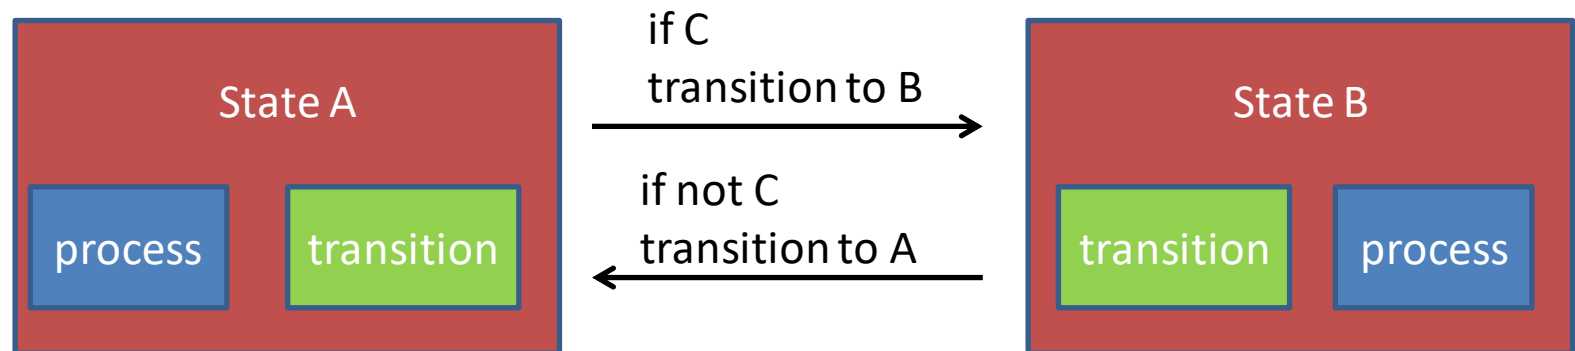 State A
process
transition
if C
transition to B
if not C
transition to A
State B
transition
process